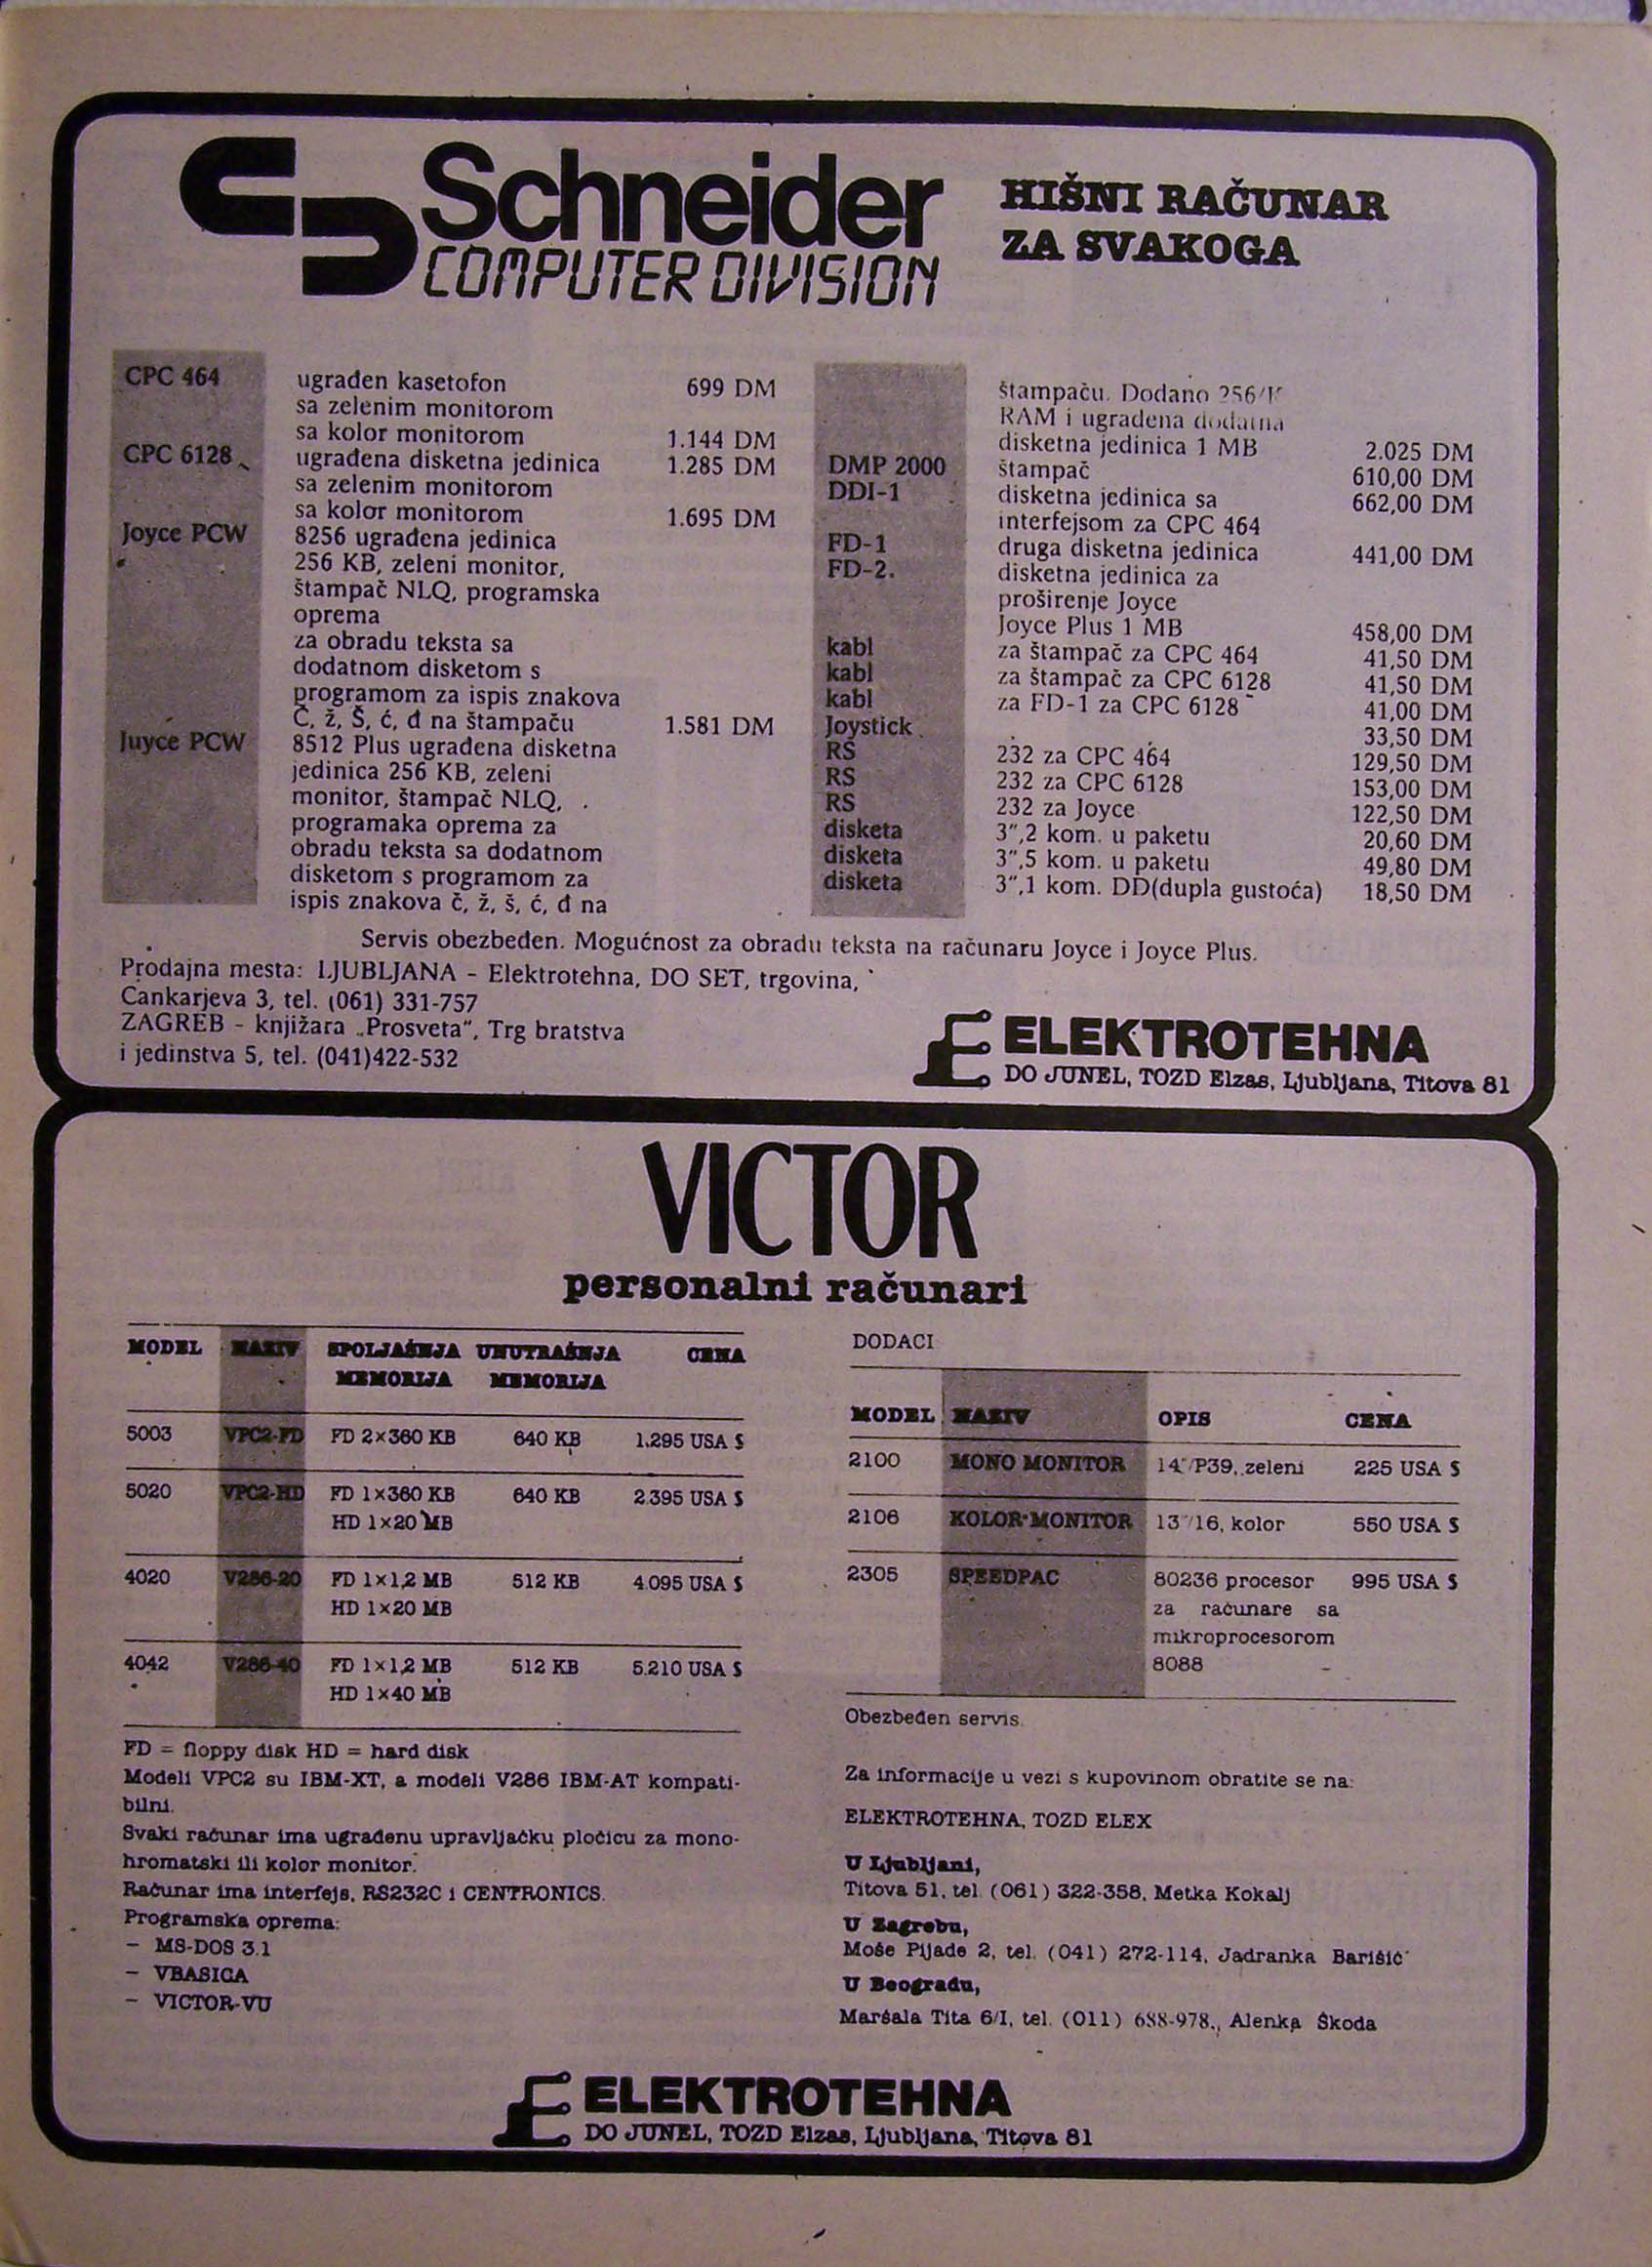 Schneider
COMPUTER DIVISION
HIŠNI RAČUNAR
ZA SVAKOGA
CPC 464 ugrađen kasetofon 699 DM
sa zelenim monitorom
sa kolor monitorom 1.144 DM
CPC 6128 ugrađena disketna jedinica 1.285 DM
sa zelenim monitorom
sa kolor monitorom 1.695 DM
Joyce PCW 8256 ugrađena jedinica
256 KB, zeleni monitor,
štampač NLQ, programska
oprema
za obradu teksta sa
dodatnom disketom s
programom za ispis znakova
Č, ž, Š, ć, đ na štampaču 1.581 DM
Juyce PCW 8512 Plus ugrađena disketna
jedinica 256 KB, zeleni
monitor, štampač NLQ,
programaka oprema za
obradu teksta sa dodatnom
disketom s programom za
ispis znakova č, ž, š, ć, đ na
štampaču. Dodano 256/K
RAM i ugrađena dodatna
disketna jedinica 1 MB 2.025 DM
DMP 2000 štampač 610,00 DM
DDI-1 disketna jedinica sa 662,00 DM
interfejsom za CPC 464
FD-1 druga disketna jedinica 441,00 DM
FD-2. disketna jedinica za
proširenje Joyce
Joyce Plus 1 MB 458,00 DM
kabl za štampač za CPC 464 41,50 DM
kabl za štampač za CPC 6128 41,50 DM
kabl za FD-1 za CPC 6128 41,00 DM
Joystick 33,50 DM
RS 232 za CPC 464 129,50 DM
RS 232 za CPC 6128 153,00 DM
RS 232 za Joyce 122,50 DM
disketa 3",2 kom. u paketu 20,60 DM
disketa 3",5 kom. u paketu 49,80 DM
disketa 3",1 kom. DD(dupla gustoća) 18,50 DM
Servis obezbeđen. Mogućnost za obradu teksta na računaru Joyce i Joyce Plus.
Prodajna mesta: LJUBLJANA - Elektrotehna, DO SET, trgovina,
Cankarjeva 3, tel. (061) 331-757
ZAGREB - knjižara „Prosveta", Trg bratstva
i jedinstva 5, tel. (041)422-532
ELEKTROTEHNA
DO JUNEL, TOZD Elzas, Ljubljana, Titova 81
VICTOR
personalni računari
MODEL NAZIV SPOLJAŠNJA UNUTRAŠNJA CENA
MEMORIJA MEMORIJA
5003 VPC2-FD FD 2×360 KB 640 KB 1.295 USA $
5020 VPC2-HD FD 1×360 KB 640 KB 2.395 USA $
HD 1×20 MB
4020 V286-20 FD 1×1,2 MB 512 KB 4.095 USA $
HD 1×20 MB
4042 V286-40 FD 1×1,2 MB 512 KB 5.210 USA $
HD 1×40 MB
FD = floppy disk HD = hard disk
Modeli VPC2 su IBM-XT, a modeli V286 IBM-AT kompati-
bilni.
Svaki računar ima ugrađenu upravljačku pločicu za mono-
hromatski ili kolor monitor.
Računar ima interfejs, RS232C i CENTRONICS.
Programska oprema:
– MS-DOS 3.1
– VBASICA
– VICTOR-VU
DODACI
MODEL NAZIV OPIS CENA
2100 MONO MONITOR 14"/P39, zeleni 225 USA $
2106 KOLOR-MONITOR 13"/16, kolor 550 USA $
2305 SPEEDPAC 80236 procesor 995 USA $
za računare sa
mikroprocesorom
8088
Obezbeđen servis.
Za informacije u vezi s kupovinom obratite se na:
ELEKTROTEHNA, TOZD ELEX
U Ljubljani,
Titova 51, tel. (061) 322-358, Metka Kokalj
U Zagrebu,
Moše Pijade 2, tel. (041) 272-114, Jadranka Barišić
U Beogradu,
Maršala Tita 6/I, tel. (011) 688-978., Alenka Škoda
ELEKTROTEHNA
DO JUNEL, TOZD Elzas, Ljubljana, Titova 81